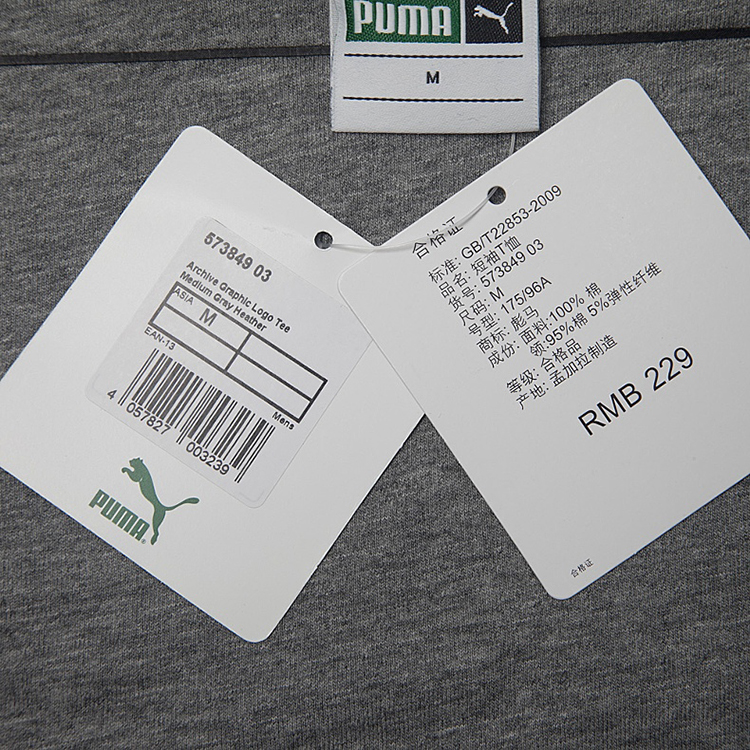 PUMA
M
573849 03
Archive Graphic Logo Tee
Medium Gray Heather
ASIA
M
EAN-13
Mens
4 057827 003239
PUMA
合格证
标准: GB/T22853-2009
品名: 短袖T恤
货号: 573849 03
尺码: M
号型: 175/96A
商标: 彪马
成份: 面料:100% 棉
领:95%棉 5%弹性纤维
等级: 合格品
产地: 孟加拉制造
RMB 229
合格证